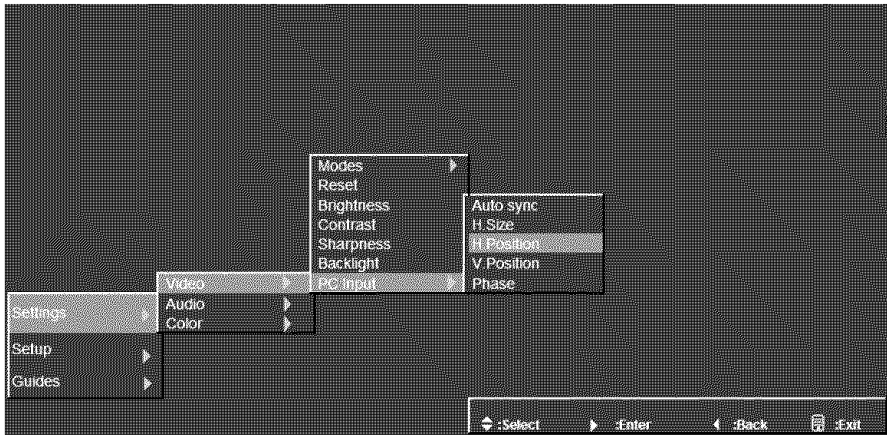 Modes
Reset
Brightness
Contrast
Sharpness
Backlight
PC Input
Auto sync
H.Size
H.Position
V.Position
Phase
Video
Audio
Color
Settings
Setup
Guides
:Select :Enter :Back :Exit